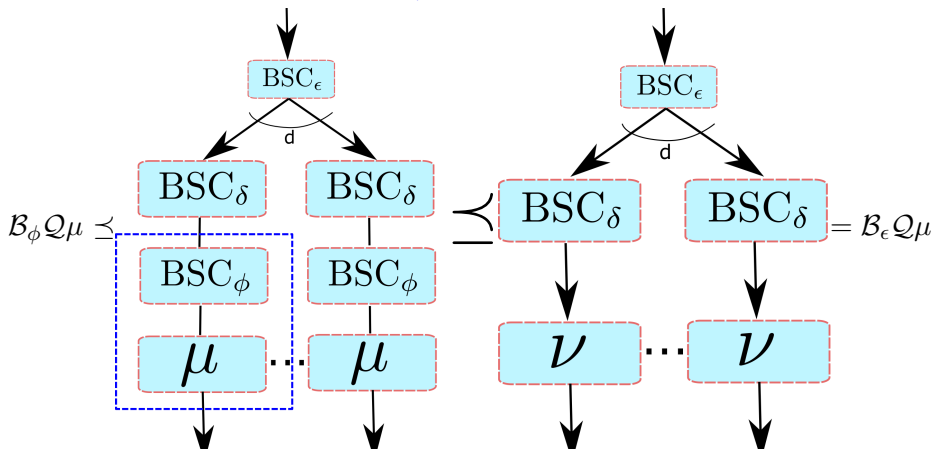 BSC_ϵ BSC_ϵ
d d
BSC_δ BSC_δ BSC_δ BSC_δ
ℬ_ϕ𝒬μ ⪯ ⪯ = ℬ_ϵ𝒬μ
BSC_ϕ BSC_ϕ
μ ... μ ν ... ν